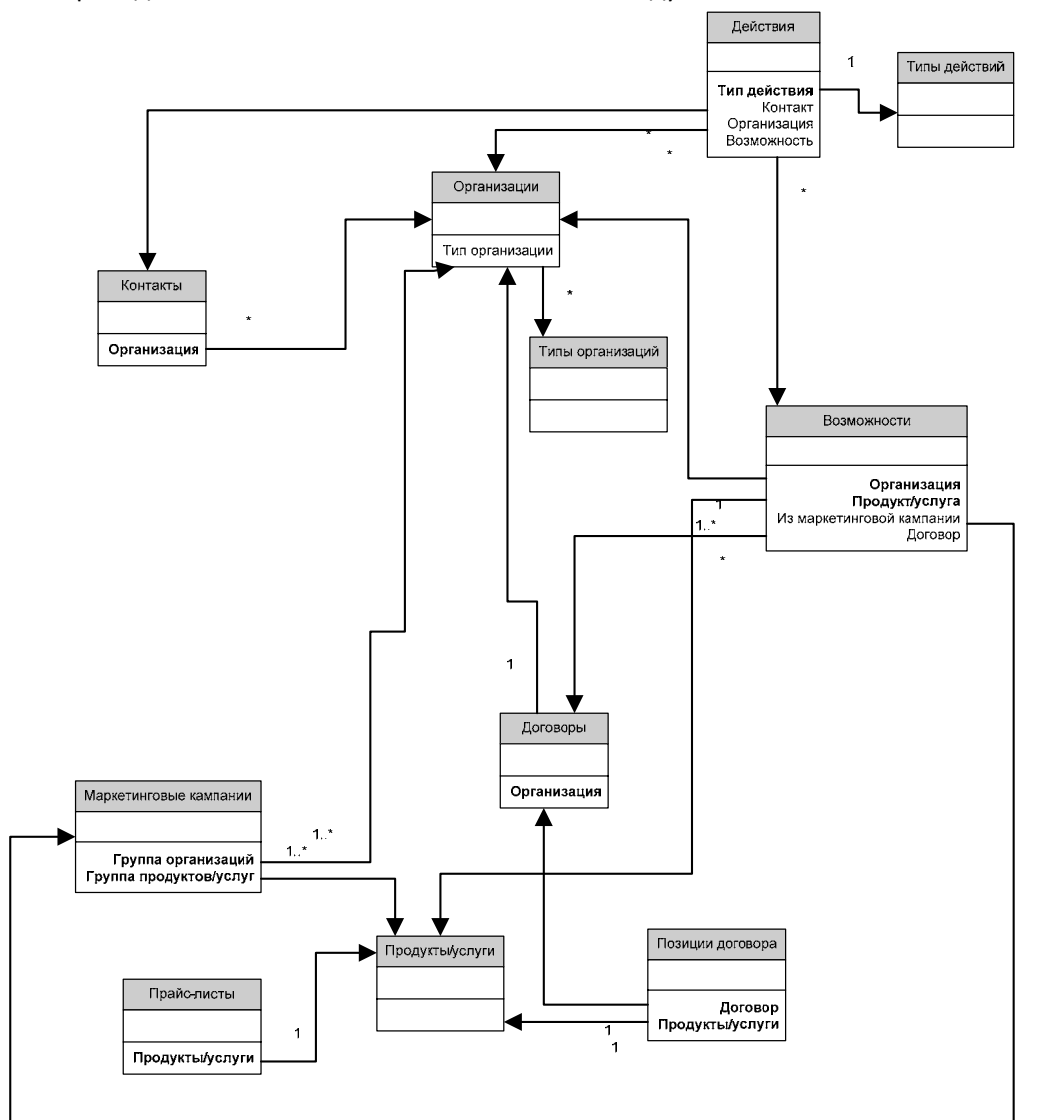 Действия
1
Типы действий
Тип действия
Контакт
Организация
Возможность
*
*
*
Организации
Тип организации
Контакты
Организация
*
*
Типы организаций
Возможности
Организация
Продукт/услуга
Из маркетинговой кампании
Договор
1
1..*
*
1
Договоры
Организация
Маркетинговые кампании
Группа организаций
Группа продуктов/услуг
1..*
1..*
Продукты/услуги
Позиции договора
Договор
Продукты/услуги
Прайс-листы
Продукты/услуги
1
1
1